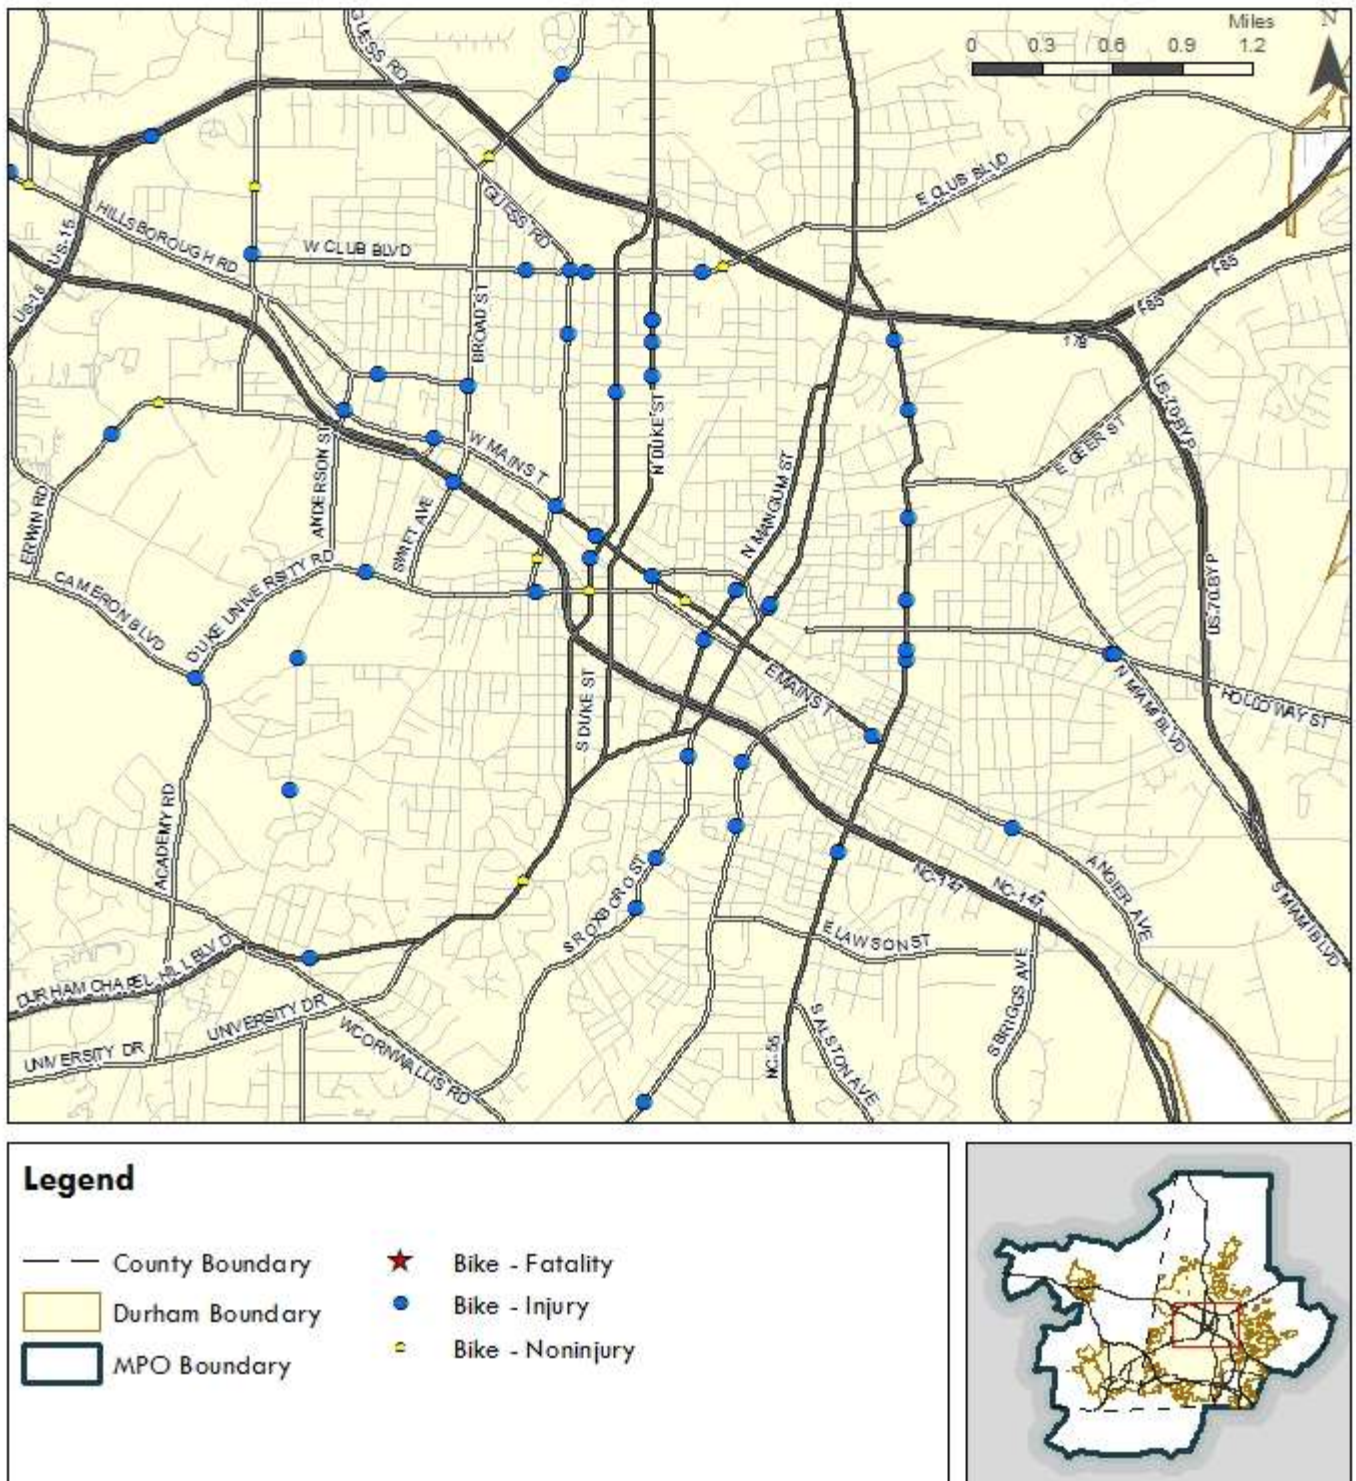 Miles
N
0 0.3 0.6 0.9 1.2
GUESS RD
E CLUB BLVD
HILLSBOROUGH RD
US-15
W CLUB BLVD
GUESS RD
I-85
I-85
US-15
BROAD ST
178
US-70 BYP
N DUKE ST
W MAIN ST
E GEER ST
ANDERSON ST
N MANGUM ST
ERWIN RD
SWIFT AVE
CAMERON BLVD
DUKE UNIVERSITY RD
US-70 BYP
E MAIN ST
N MIAMI BLVD
HOLLOWAY ST
S DUKE ST
ACADEMY RD
NC-147
NC-147
ANGIER AVE
S ROXBORO ST
S MIAMI BLVD
E LAWSON ST
DURHAM CHAPEL HILL BLVD
UNIVERSITY DR
W CORNWALLIS RD
S BRIGGS AVE
UNIVERSITY DR
NC-55
S ALSTON AVE
Legend
County Boundary
Durham Boundary
MPO Boundary
Bike - Fatality
Bike - Injury
Bike - Noninjury